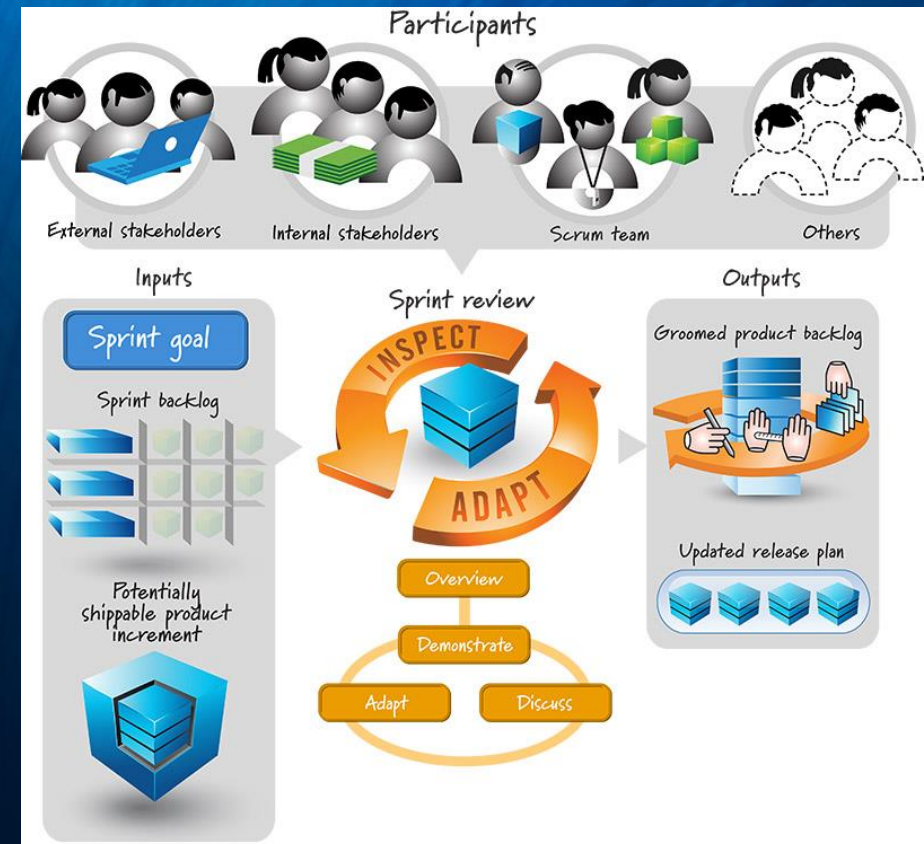 Participants
External stakeholders
Internal stakeholders
Scrum team
Others
Inputs
Sprint goal
Sprint backlog
Potentially
shippable product
increment
Sprint review
INSPECT
ADAPT
Overview
Demonstrate
Adapt
Discuss
Outputs
Groomed product backlog
Updated release plan